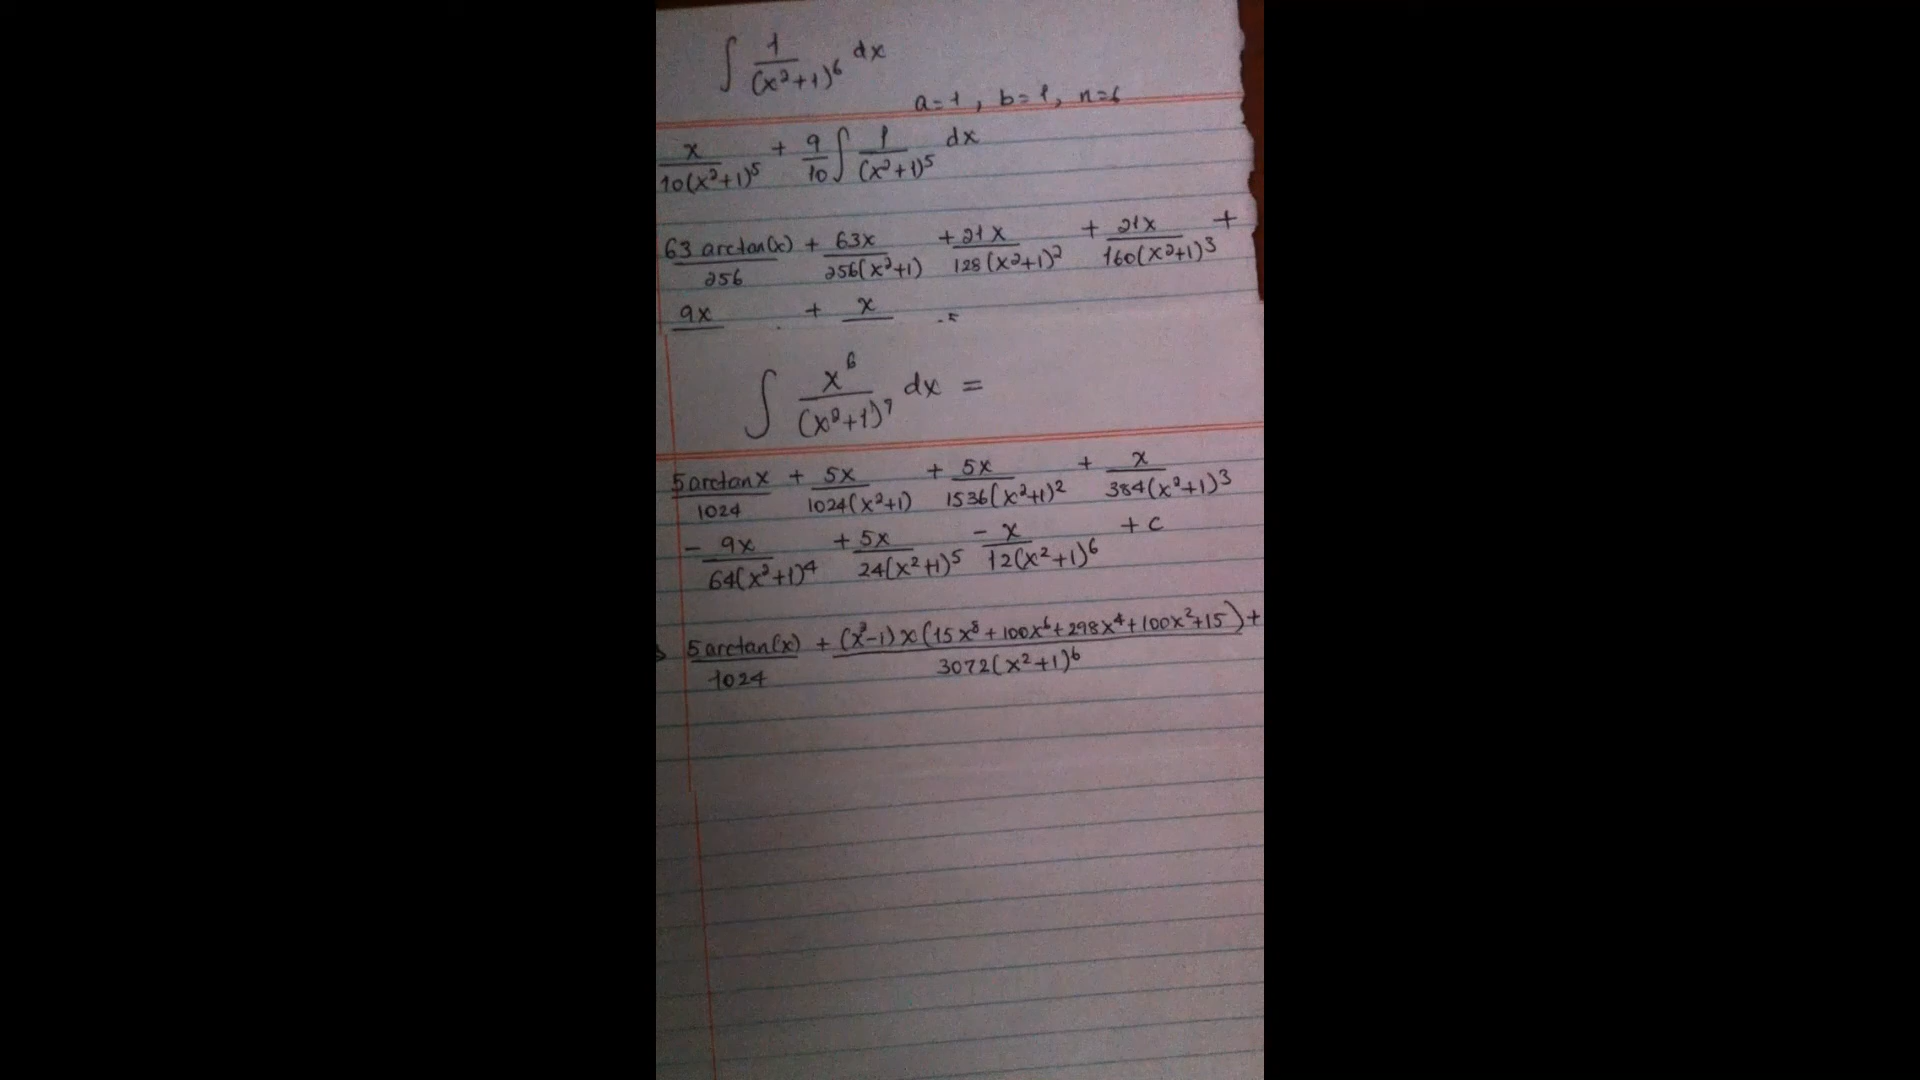 ∫ 1/(x²+1)⁶ dx
a=1, b=1, n=6
x/10(x²+1)⁵ + 9/10 ∫ 1/(x²+1)⁵ dx
63 arctan(x)/256 + 63x/256(x²+1) + 21x/128(x²+1)² + 21x/160(x²+1)³ +
9x + x
∫ x⁶/(x²+1)⁷ dx =
5 arctan x/1024 + 5x/1024(x²+1) + 5x/1536(x²+1)² + x/384(x²+1)³
- 9x/64(x²+1)⁴ + 5x/24(x²+1)⁵ - x/12(x²+1)⁶ + c
5 arctan(x)/1024 + (x²-1)x(15x⁸+100x⁶+298x⁴+100x²+15)/3072(x²+1)⁶ +